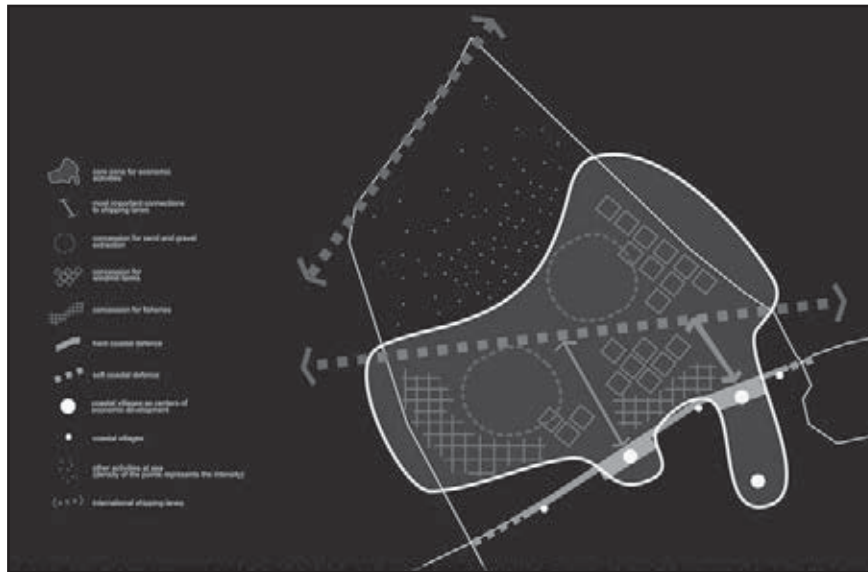 core zone for economic
activities
most important connections
to shipping lanes
concession for sand and gravel
extraction
concession for
windmill farms
concession for fisheries
hard coastal defence
soft coastal defence
coastal villages as centers of
economic development
coastal villages
other activities at sea
(density of the points represents the intensity)
international shipping lanes